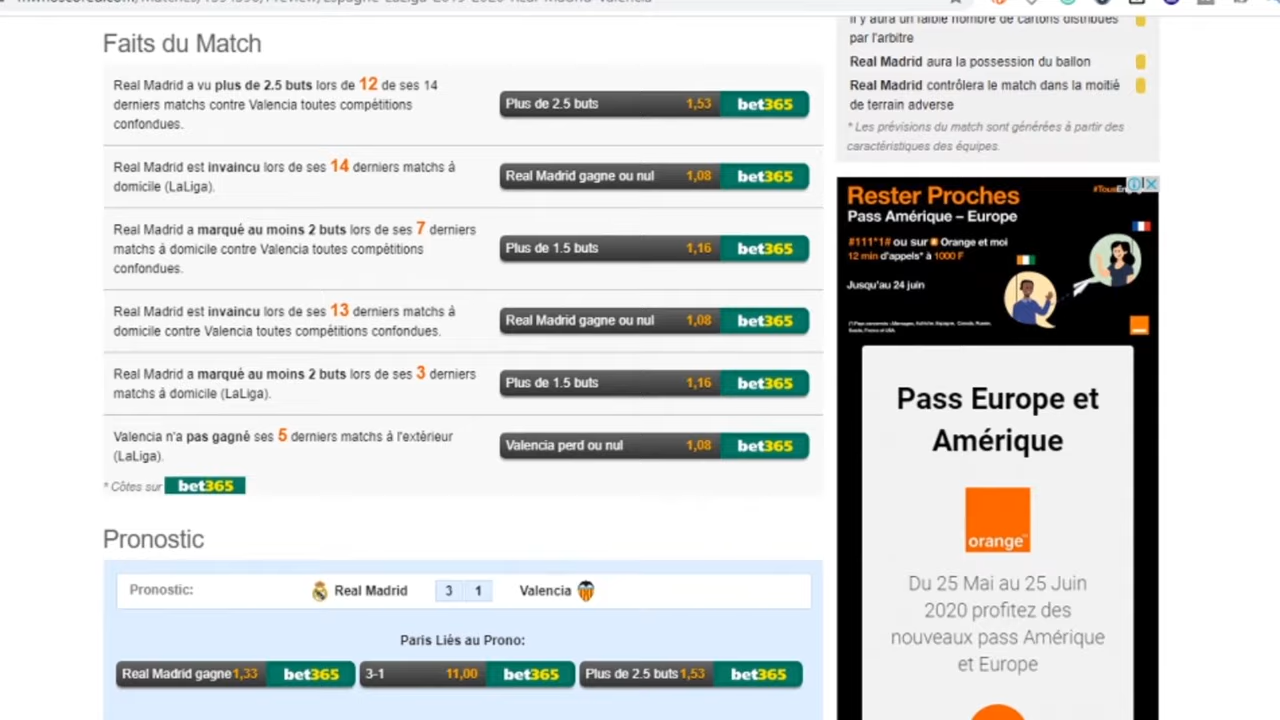 Faits du Match
Real Madrid a vu plus de 2.5 buts lors de 12 de ses 14
derniers matchs contre Valencia toutes compétitions
confondues.
Plus de 2.5 buts 1,53 bet365
Real Madrid est invaincu lors de ses 14 derniers matchs à
domicile (LaLiga).
Real Madrid gagne ou nul 1,08 bet365
Real Madrid a marqué au moins 2 buts lors de ses 7 derniers
matchs à domicile contre Valencia toutes compétitions
confondues.
Plus de 1.5 buts 1,16 bet365
Real Madrid est invaincu lors de ses 13 derniers matchs à
domicile contre Valencia toutes compétitions confondues.
Real Madrid gagne ou nul 1,08 bet365
Real Madrid a marqué au moins 2 buts lors de ses 3 derniers
matchs à domicile (LaLiga).
Plus de 1.5 buts 1,16 bet365
Valencia n'a pas gagné ses 5 derniers matchs à l'extérieur
(LaLiga).
Valencia perd ou nul 1,08 bet365
* Côtes sur bet365
Pronostic
Pronostic: Real Madrid 3 1 Valencia
Paris Liès au Prono:
Real Madrid gagne 1,33 bet365 3-1 11,00 bet365 Plus de 2.5 buts 1,53 bet365
Il y aura un faible nombre de cartons distribués
par l'arbitre
Real Madrid aura la possession du ballon
Real Madrid contrôlera le match dans la moitié
de terrain adverse
* Les prévisions du match sont générées à partir des
caractéristiques des équipes.
Rester Proches
Pass Amérique – Europe
#111*1# ou sur Orange et moi
12 min d'appels* à 1000 F
Jusqu'au 24 juin
Pass Europe et
Amérique
orange
Du 25 Mai au 25 Juin
2020 profitez des
nouveaux pass Amérique
et Europe